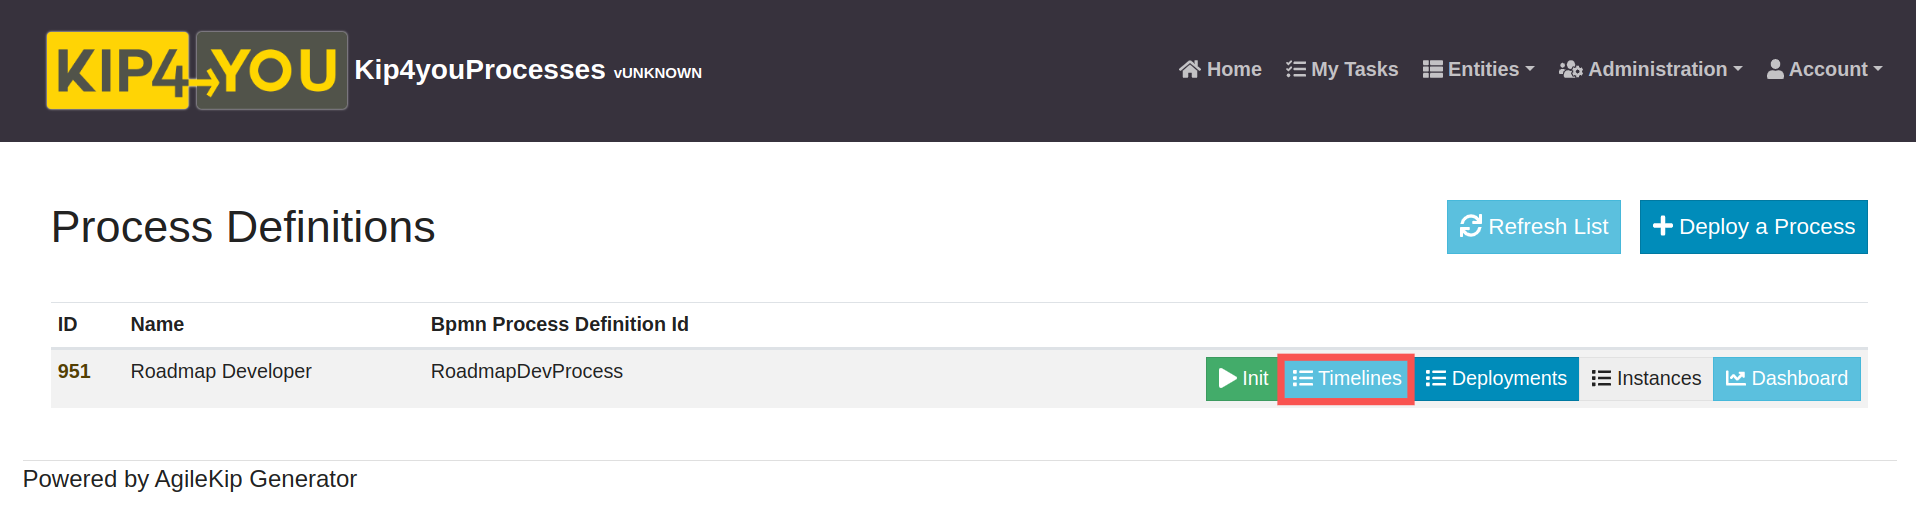 KIP4YOU Kip4youProcesses vUNKNOWN Home My Tasks Entities Administration Account
Process Definitions Refresh List Deploy a Process
ID Name Bpmn Process Definition Id
951 Roadmap Developer RoadmapDevProcess Init Timelines Deployments Instances Dashboard
Powered by AgileKip Generator